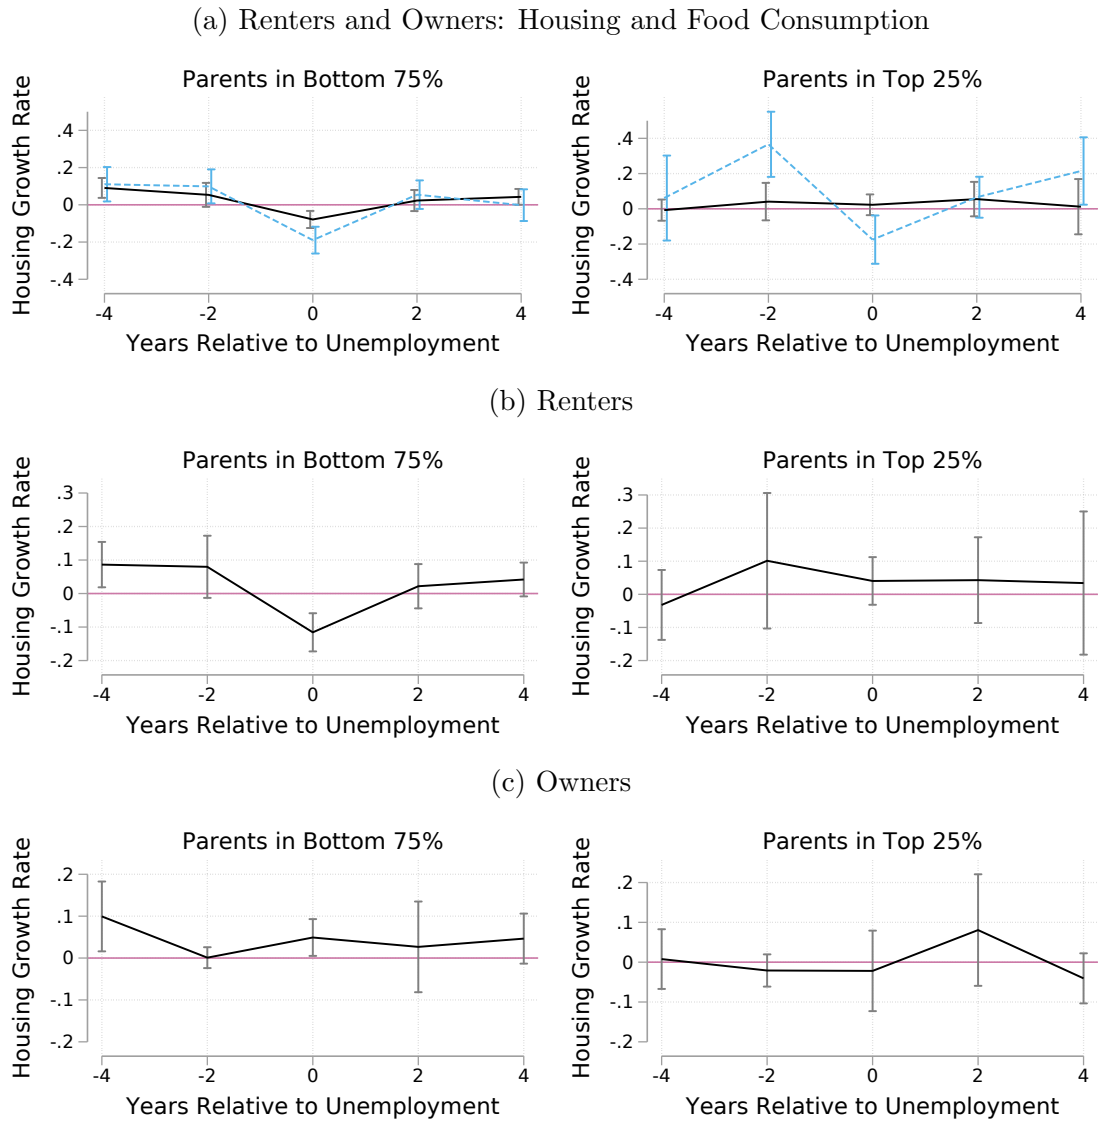 (a) Renters and Owners: Housing and Food Consumption
Parents in Bottom 75%
Housing Growth Rate
.4
.2
0
-.2
-.4
-4 -2 0 2 4
Years Relative to Unemployment
Parents in Top 25%
Housing Growth Rate
.4
.2
0
-.2
-.4
-4 -2 0 2 4
Years Relative to Unemployment
(b) Renters
Parents in Bottom 75%
Housing Growth Rate
.3
.2
.1
0
-.1
-.2
-4 -2 0 2 4
Years Relative to Unemployment
Parents in Top 25%
Housing Growth Rate
.3
.2
.1
0
-.1
-.2
-4 -2 0 2 4
Years Relative to Unemployment
(c) Owners
Parents in Bottom 75%
Housing Growth Rate
.2
.1
0
-.1
-.2
-4 -2 0 2 4
Years Relative to Unemployment
Parents in Top 25%
Housing Growth Rate
.2
.1
0
-.1
-.2
-4 -2 0 2 4
Years Relative to Unemployment